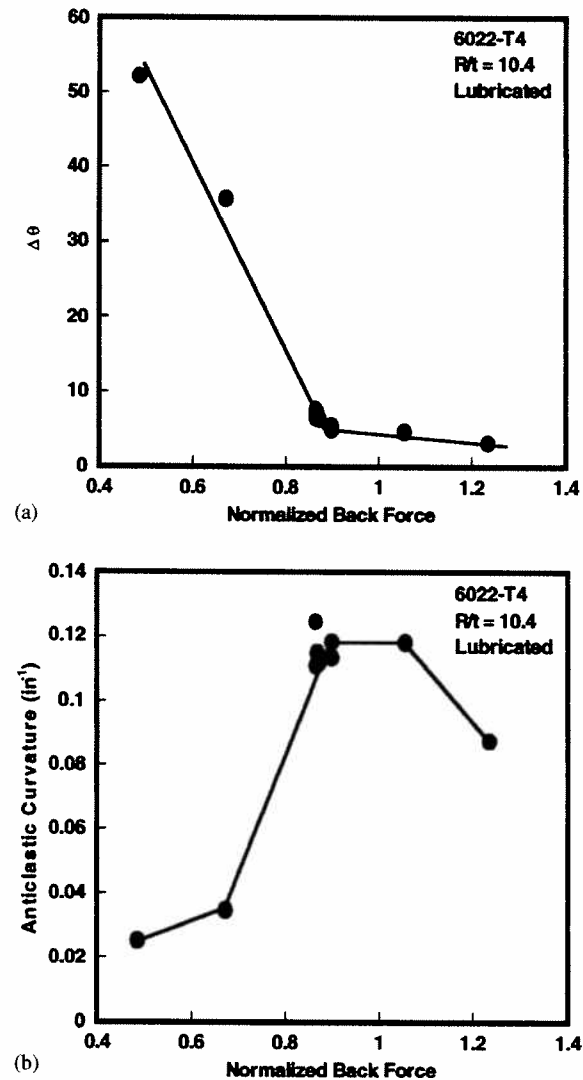 60
50
40
30
20
10
0
Δ θ
6022-T4
R/t = 10.4
Lubricated
0.4 0.6 0.8 1 1.2 1.4
(a)
Normalized Back Force
0.14
0.12
0.1
0.08
0.06
0.04
0.02
0
Anticlastic Curvature (in⁻¹)
6022-T4
R/t = 10.4
Lubricated
0.4 0.6 0.8 1 1.2 1.4
(b)
Normalized Back Force